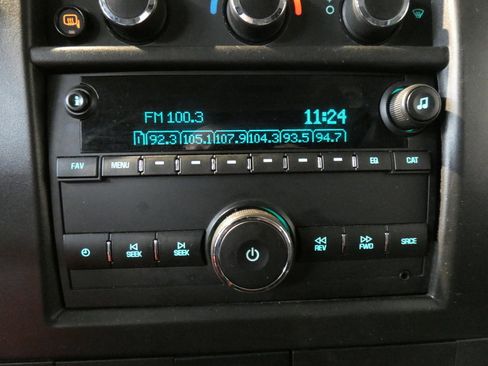 FM 100.3 11:24
1 92.3 105.1 107.9 104.3 93.5 94.7
FAV MENU EQ CAT
SEEK SEEK REV FWD SRCE